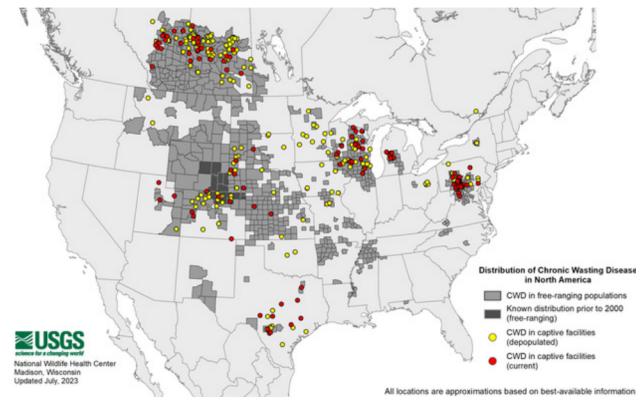 Distribution of Chronic Wasting Disease
in North America
CWD in free-ranging populations
Known distribution prior to 2000
(free-ranging)
CWD in captive facilities
(depopulated)
CWD in captive facilities
(current)
USGS
science for a changing world
National Wildlife Health Center
Madison, Wisconsin
Updated July, 2023
All locations are approximations based on best-available information